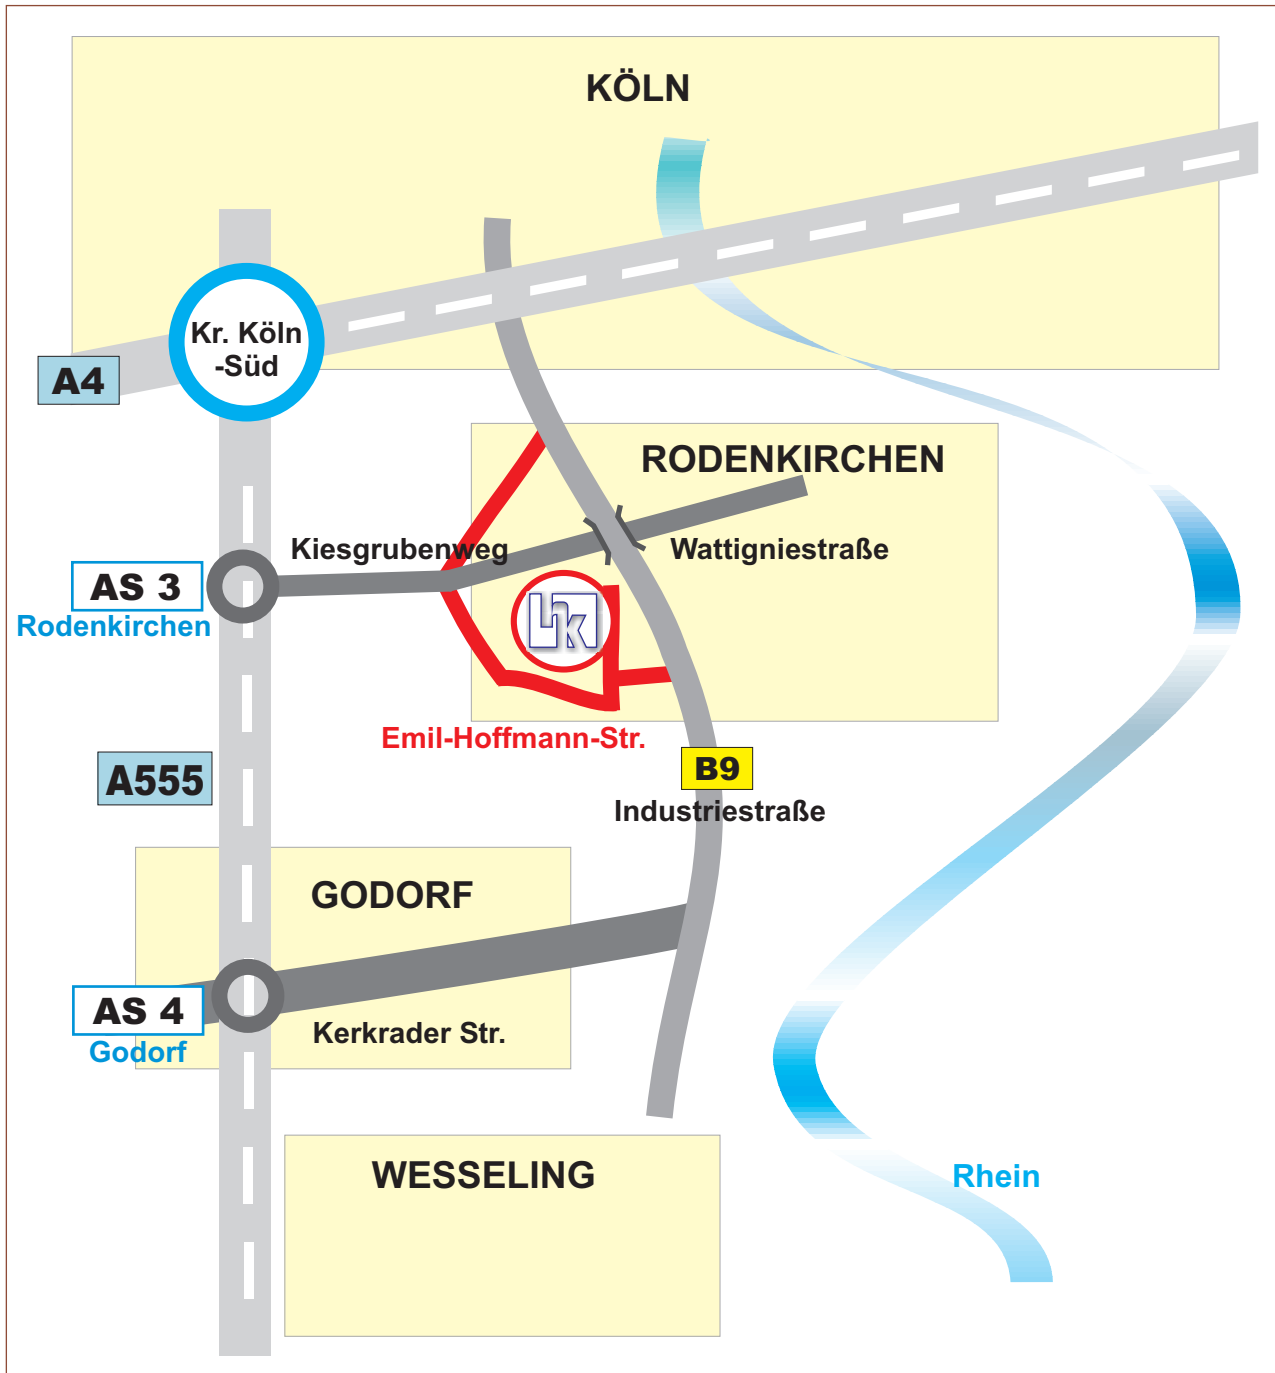 KÖLN
Kr. Köln
-Süd
A4
RODENKIRCHEN
Kiesgrubenweg
Wattigniestraße
AS 3
Rodenkirchen
hk
Emil-Hoffmann-Str.
A555
B9
Industriestraße
GODORF
AS 4
Kerkrader Str.
Godorf
WESSELING
Rhein